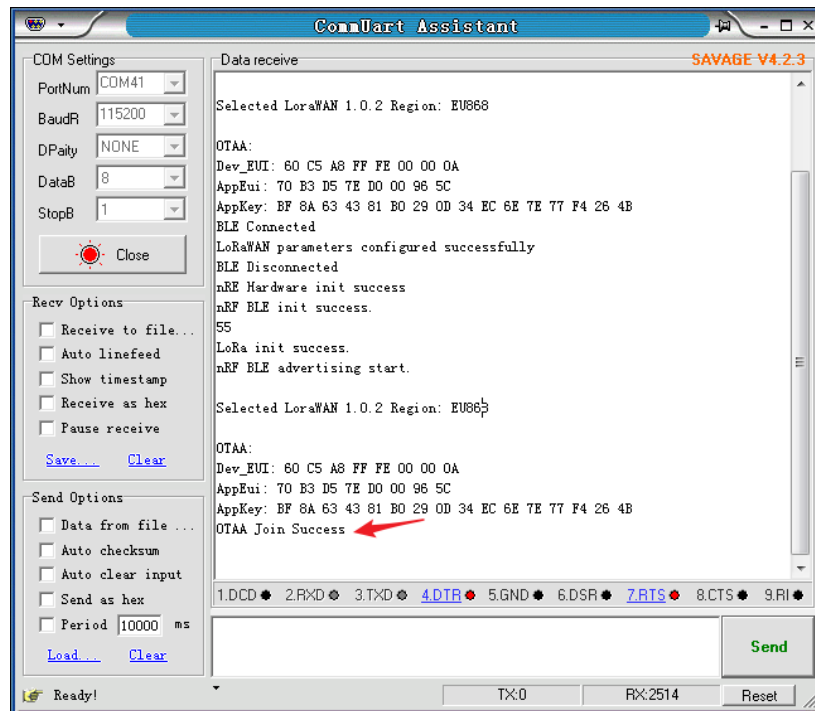 CommUart Assistant
COM Settings
PortNum COM41
BaudR 115200
DPaity NONE
DataB 8
StopB 1
Close
Recv Options
Receive to file...
Auto linefeed
Show timestamp
Receive as hex
Pause receive
Save... Clear
Send Options
Data from file ...
Auto checksum
Auto clear input
Send as hex
Period 10000 ms
Load... Clear
Data receive SAVAGE V4.2.3
Selected LoraWAN 1.0.2 Region: EU868
OTAA:
Dev_EUI: 60 C5 A8 FF FE 00 00 0A
AppEui: 70 B3 D5 7E D0 00 96 5C
AppKey: BF 8A 63 43 81 B0 29 0D 34 EC 6E 7E 77 F4 26 4B
BLE Connected
LoRaWAN parameters configured successfully
BLE Disconnected
nRE Hardware init success
nRF BLE init success.
55
LoRa init success.
nRF BLE advertising start.
Selected LoraWAN 1.0.2 Region: EU868
OTAA:
Dev_EUI: 60 C5 A8 FF FE 00 00 0A
AppEui: 70 B3 D5 7E D0 00 96 5C
AppKey: BF 8A 63 43 81 B0 29 0D 34 EC 6E 7E 77 F4 26 4B
OTAA Join Success
1.DCD 2.RXD 3.TXD 4.DTR 5.GND 6.DSR 7.RTS 8.CTS 9.RI
Send
Ready! TX:0 RX:2514 Reset